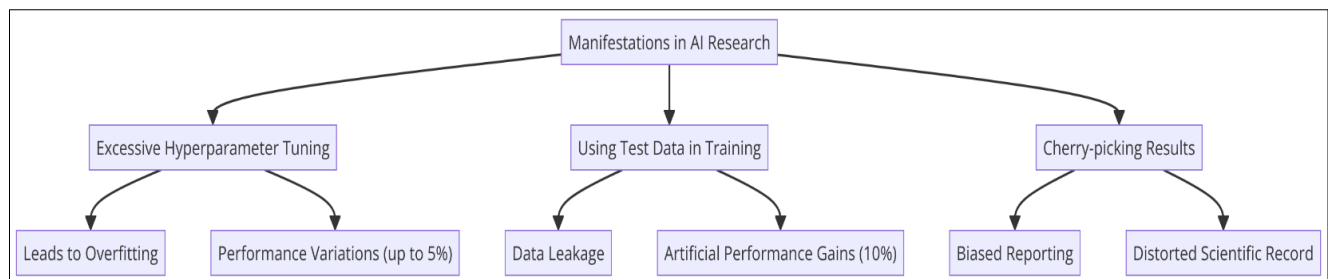 Manifestations in AI Research
Excessive Hyperparameter Tuning
Using Test Data in Training
Cherry-picking Results
Leads to Overfitting
Performance Variations (up to 5%)
Data Leakage
Artificial Performance Gains (10%)
Biased Reporting
Distorted Scientific Record